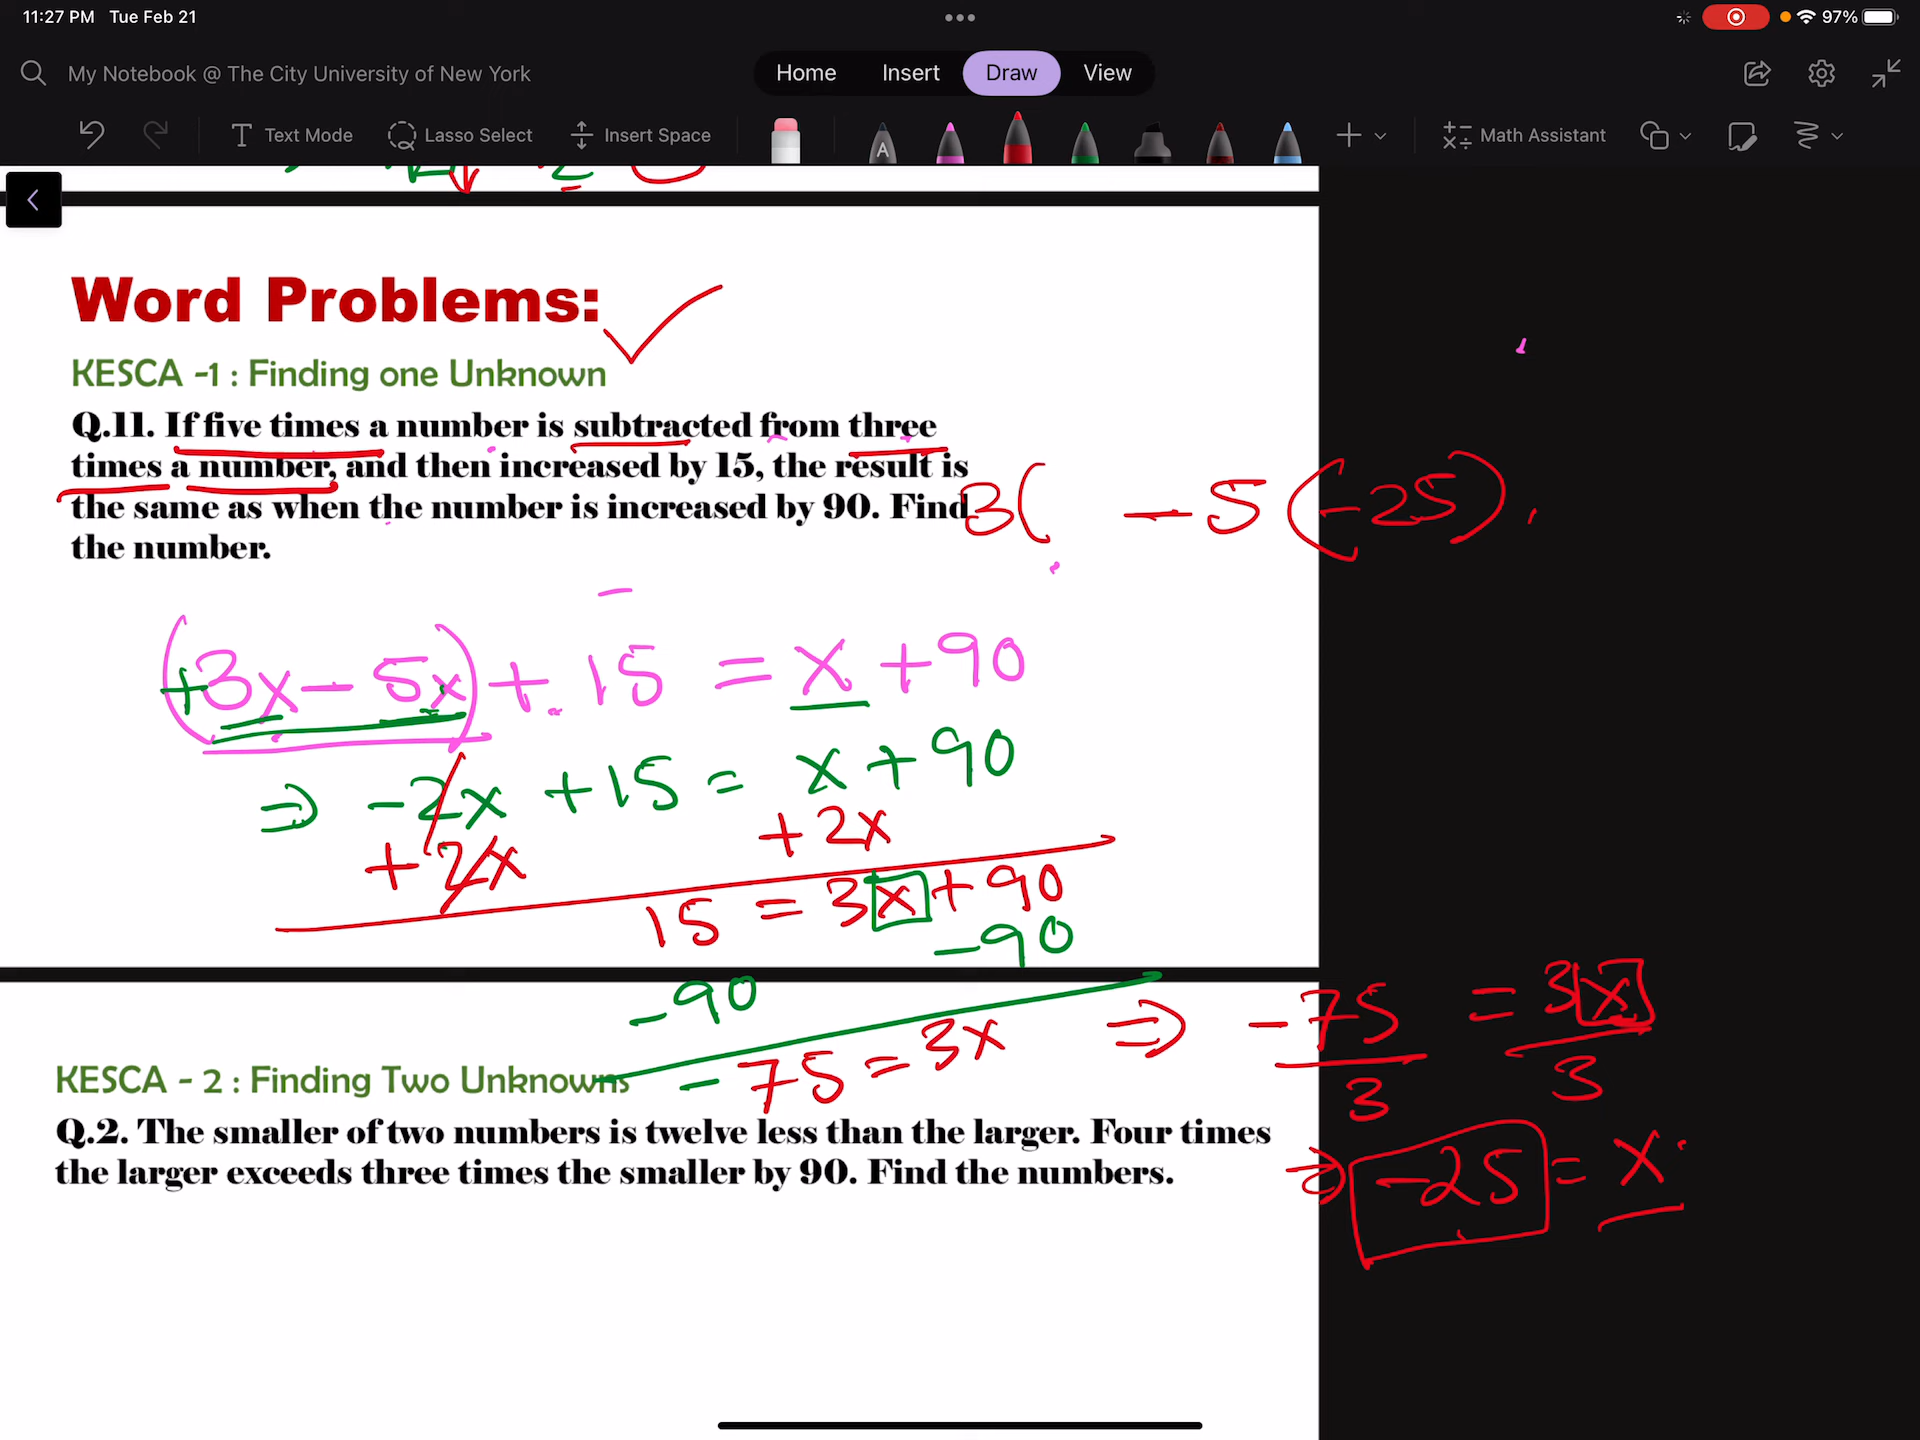 11:27 PM Tue Feb 21
97%
My Notebook @ The City University of New York
Home Insert Draw View
Text Mode Lasso Select Insert Space A Math Assistant
Word Problems:
KESCA -1 : Finding one Unknown
Q.11. If five times a number is subtracted from three
times a number, and then increased by 15, the result is
the same as when the number is increased by 90. Find
the number.
3( -5(-25).
(+3x-5x)+15 = x+90
⇒ -2x +15 = x+90
+2x +2x
15 = 3x+90
-90 -90
-75=3x ⇒ -75/3 = 3x/3
⇒ -25 = x
KESCA - 2 : Finding Two Unknowns
Q.2. The smaller of two numbers is twelve less than the larger. Four times
the larger exceeds three times the smaller by 90. Find the numbers.